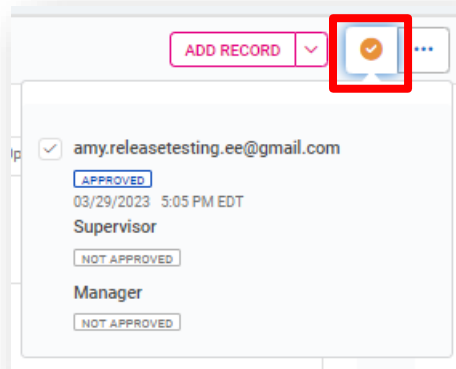 ADD RECORD
amy.releasetesting.ee@gmail.com
APPROVED
03/29/2023 5:05 PM EDT
Supervisor
NOT APPROVED
Manager
NOT APPROVED